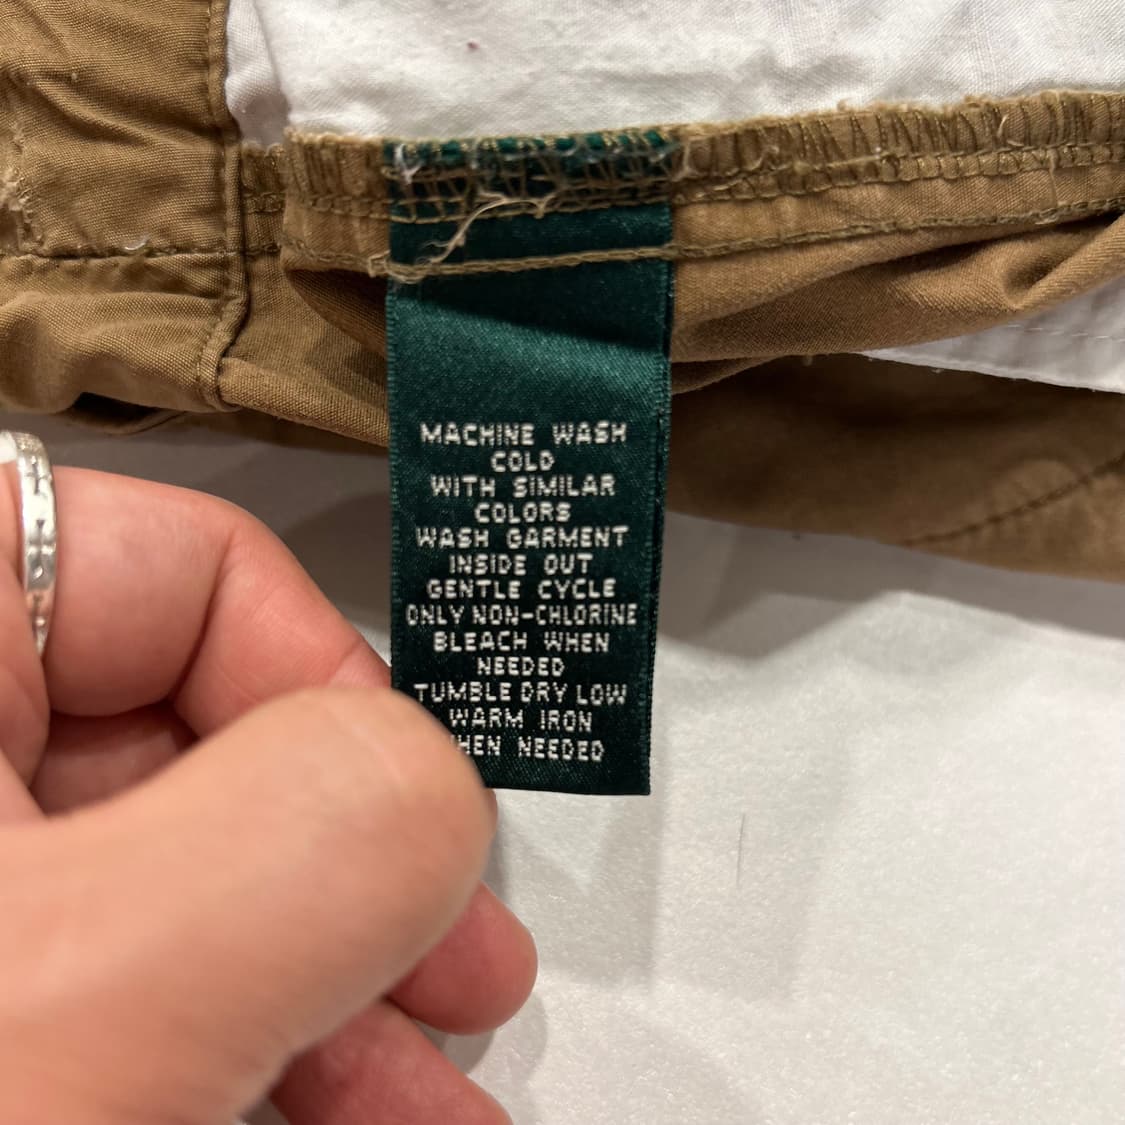 MACHINE WASH
COLD
WITH SIMILAR
COLORS
WASH GARMENT
INSIDE OUT
GENTLE CYCLE
ONLY NON-CHLORINE
BLEACH WHEN
NEEDED
TUMBLE DRY LOW
WARM IRON
HEN NEEDED